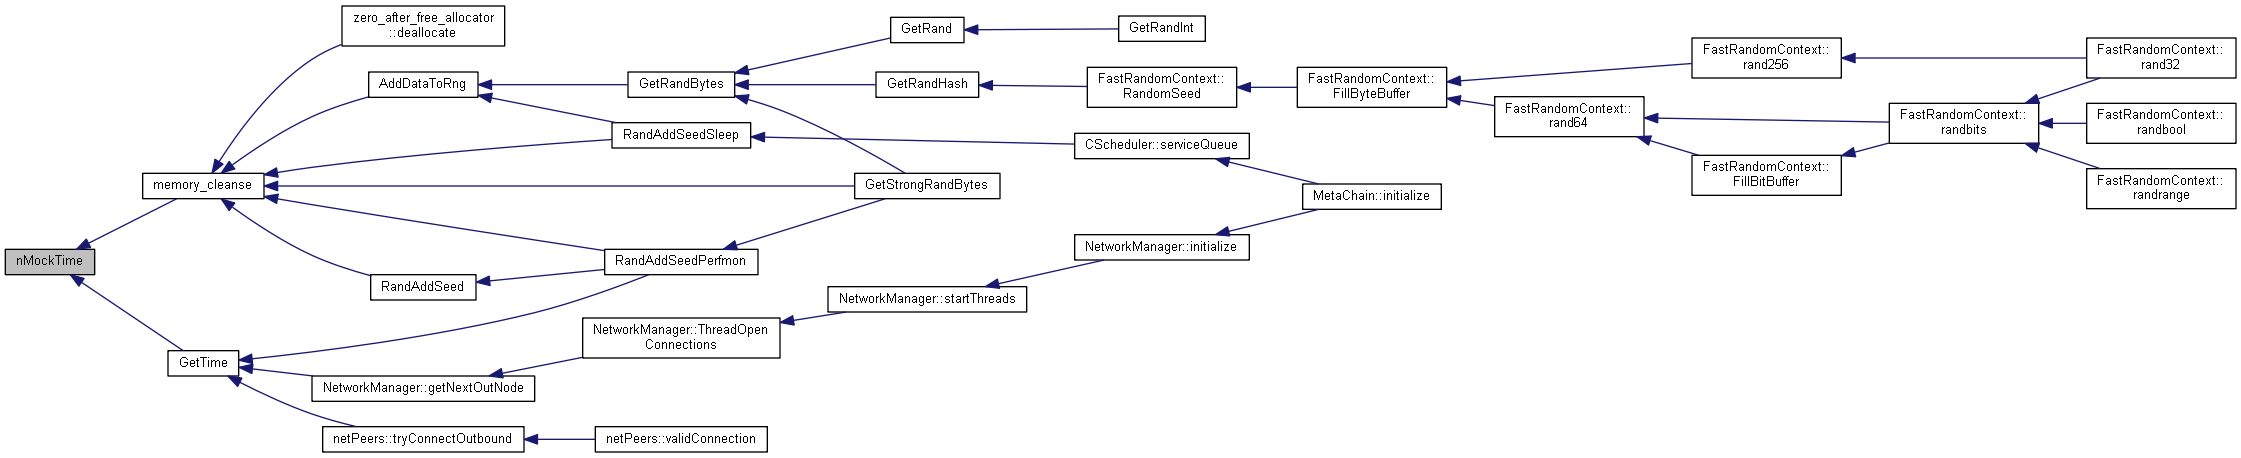 zero_after_free_allocator
::deallocate
GetRand
GetRandInt
AddDataToRng
GetRandBytes
GetRandHash
FastRandomContext::
RandomSeed
FastRandomContext::
FillByteBuffer
FastRandomContext::
rand256
FastRandomContext::
rand32
FastRandomContext::
rand64
FastRandomContext::
randbits
FastRandomContext::
randbool
RandAddSeedSleep
CScheduler::serviceQueue
FastRandomContext::
FillBitBuffer
FastRandomContext::
randrange
memory_cleanse
GetStrongRandBytes
MetaChain::initialize
nMockTime
RandAddSeedPerfmon
NetworkManager::initialize
RandAddSeed
NetworkManager::startThreads
NetworkManager::ThreadOpen
Connections
GetTime
NetworkManager::getNextOutNode
netPeers::tryConnectOutbound
netPeers::validConnection